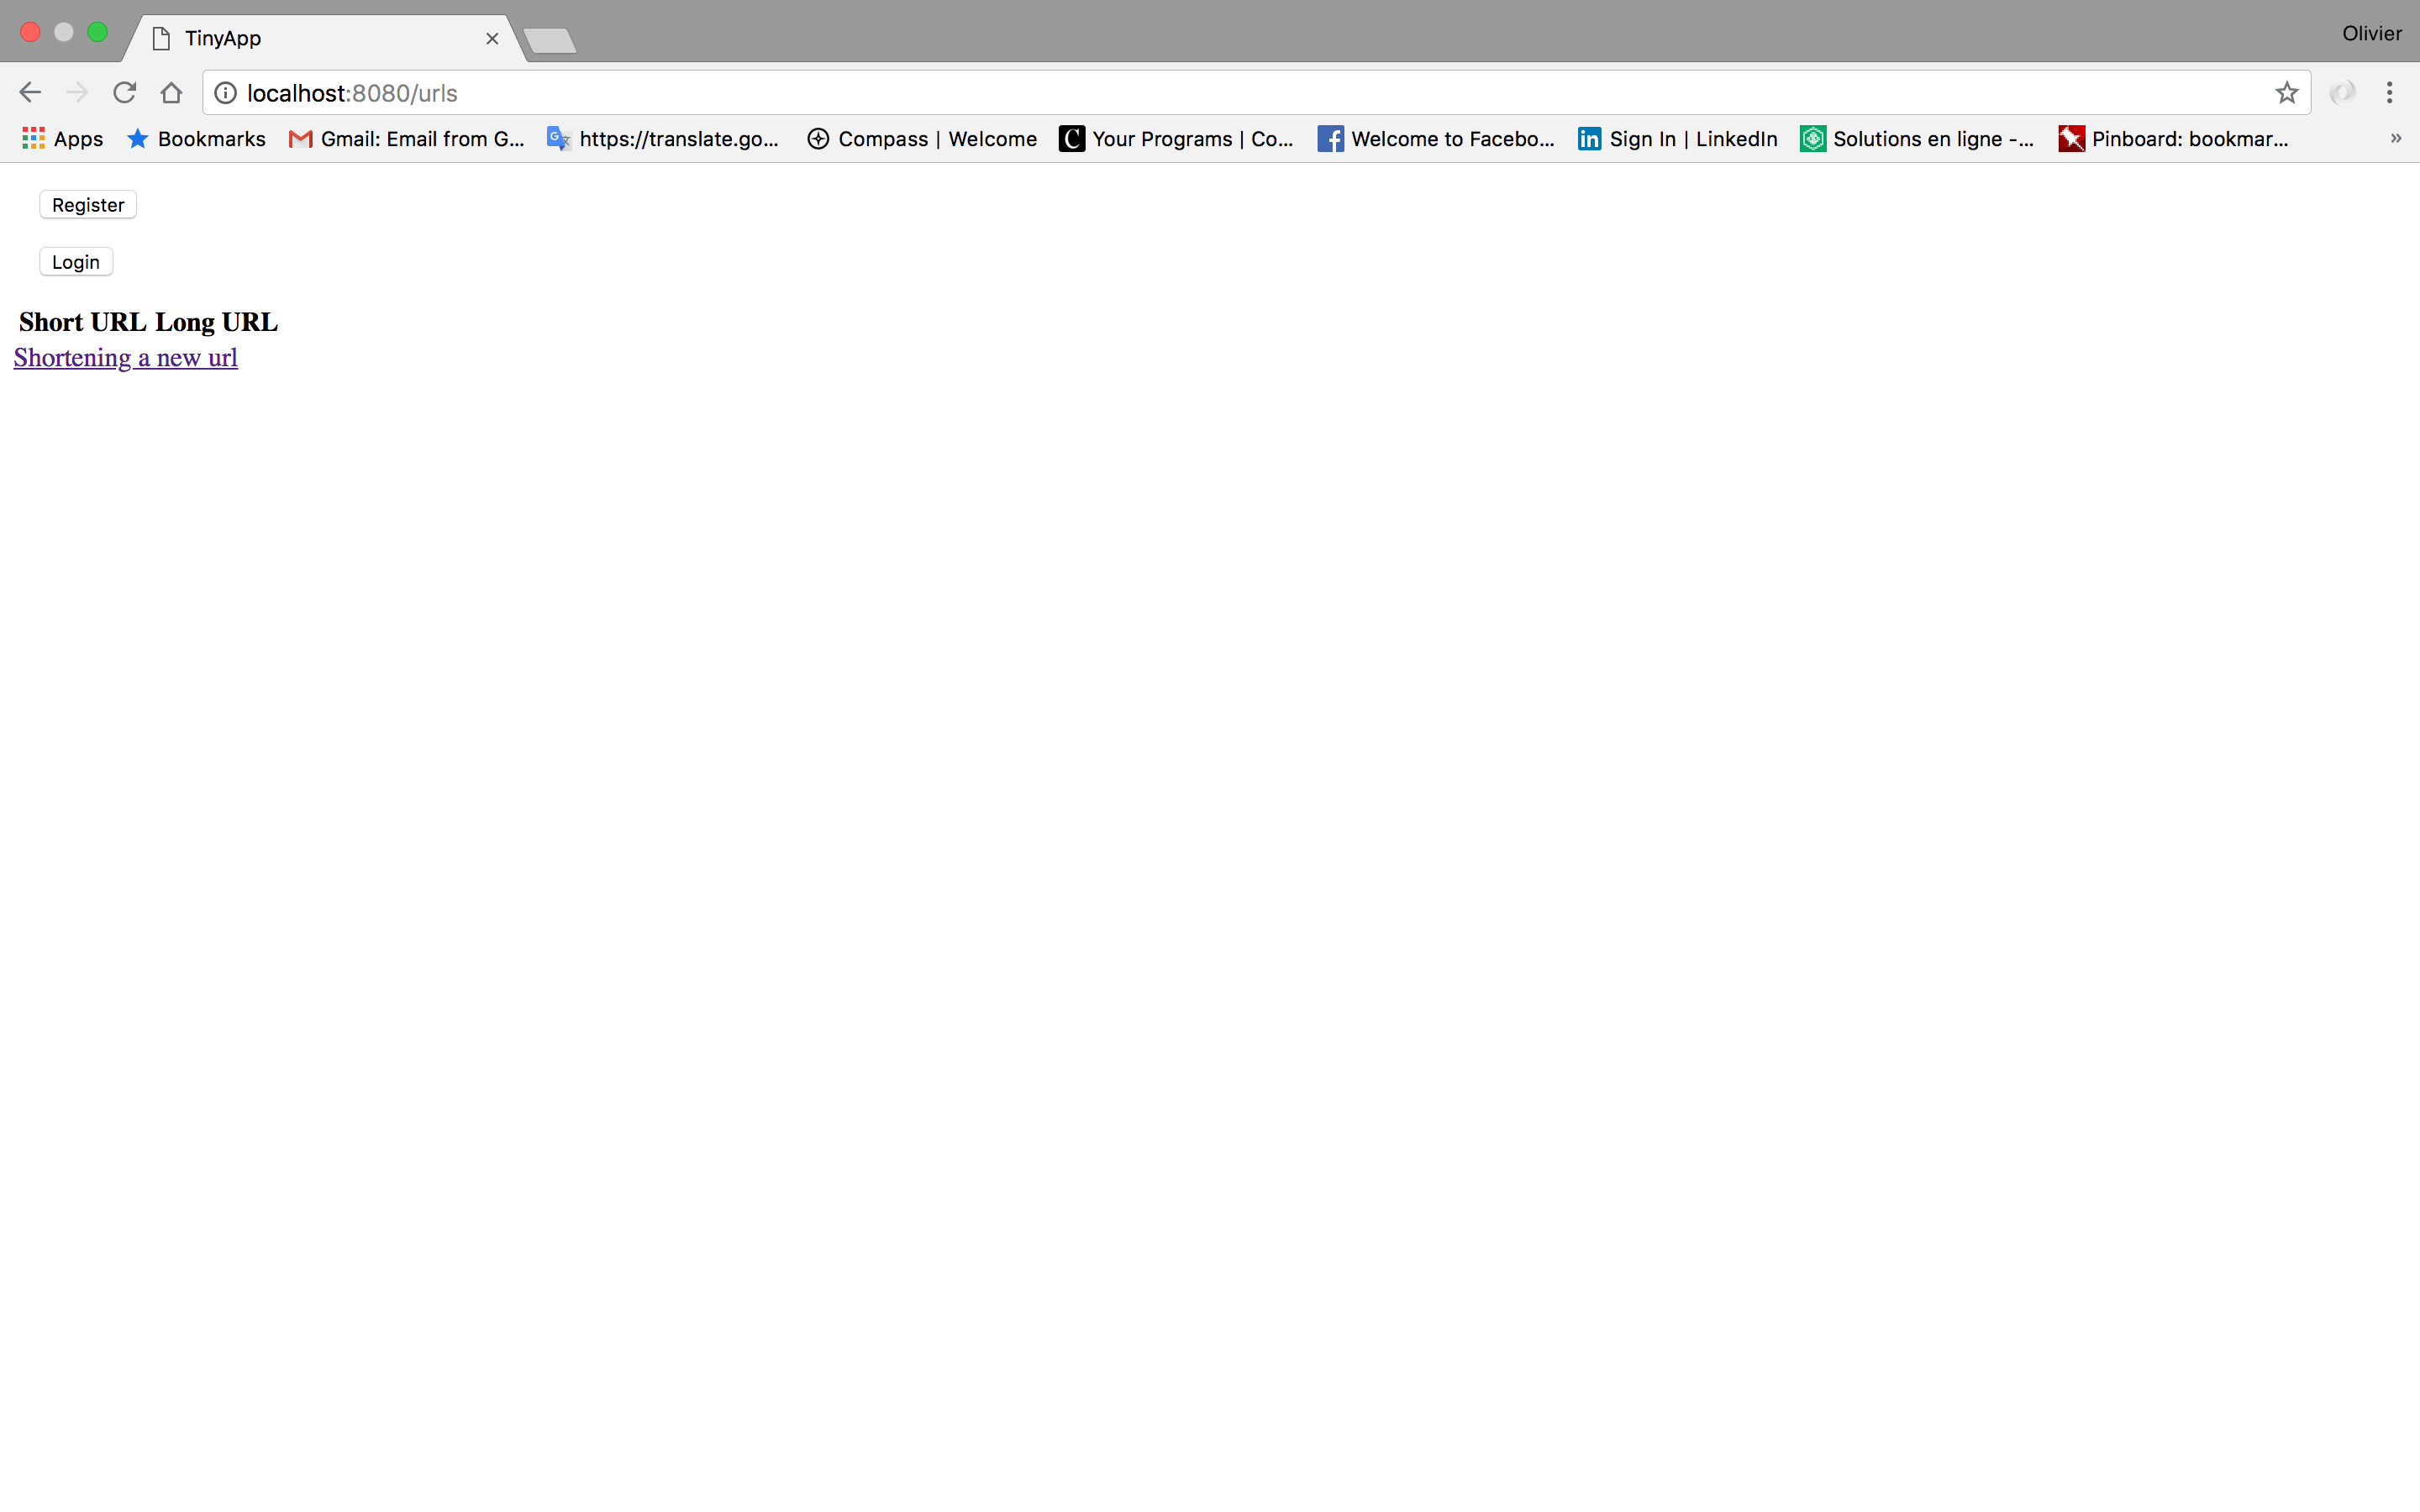 TinyApp
Olivier
localhost:8080/urls
Apps Bookmarks Gmail: Email from G... https://translate.go... Compass | Welcome Your Programs | Co... Welcome to Facebo... Sign In | LinkedIn Solutions en ligne -... Pinboard: bookmar... »
Register
Login
Short URL Long URL
Shortening a new url